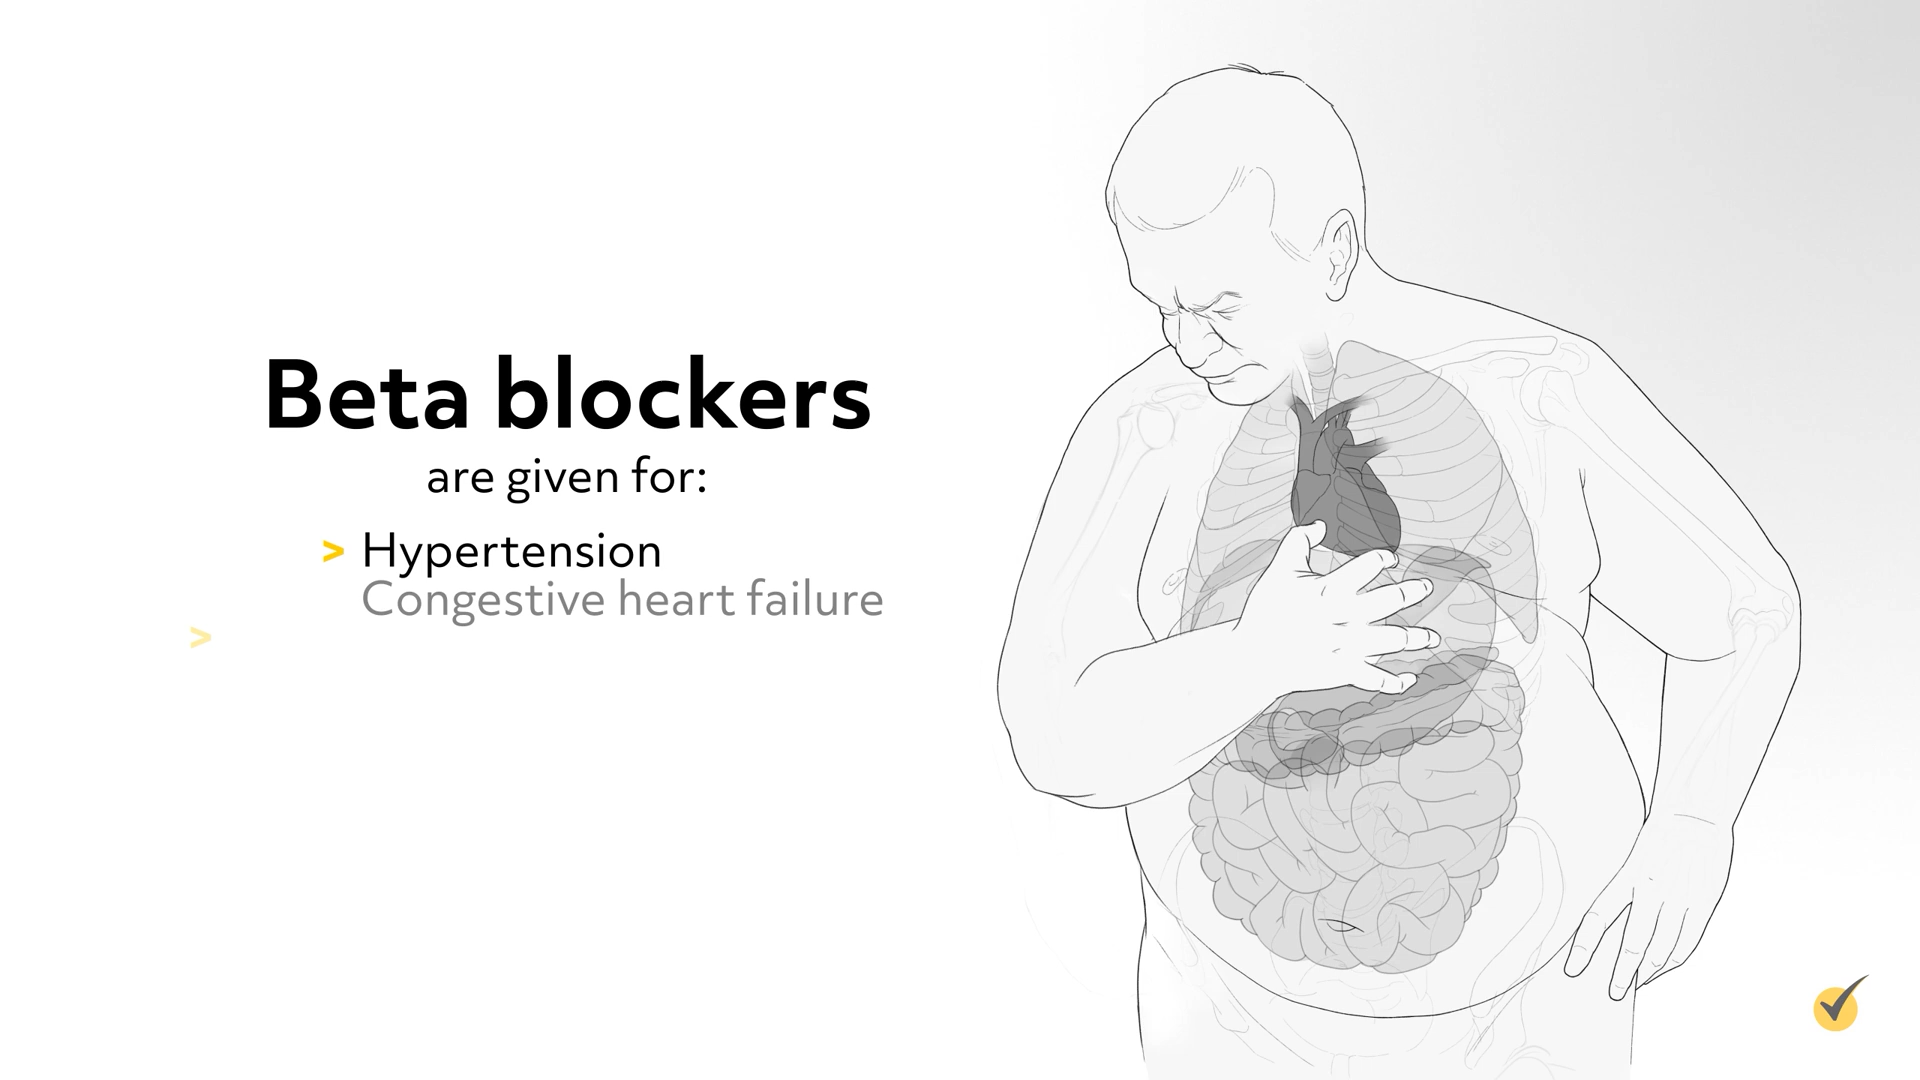 Beta blockers
are given for:
> Hypertension
Congestive heart failure
>